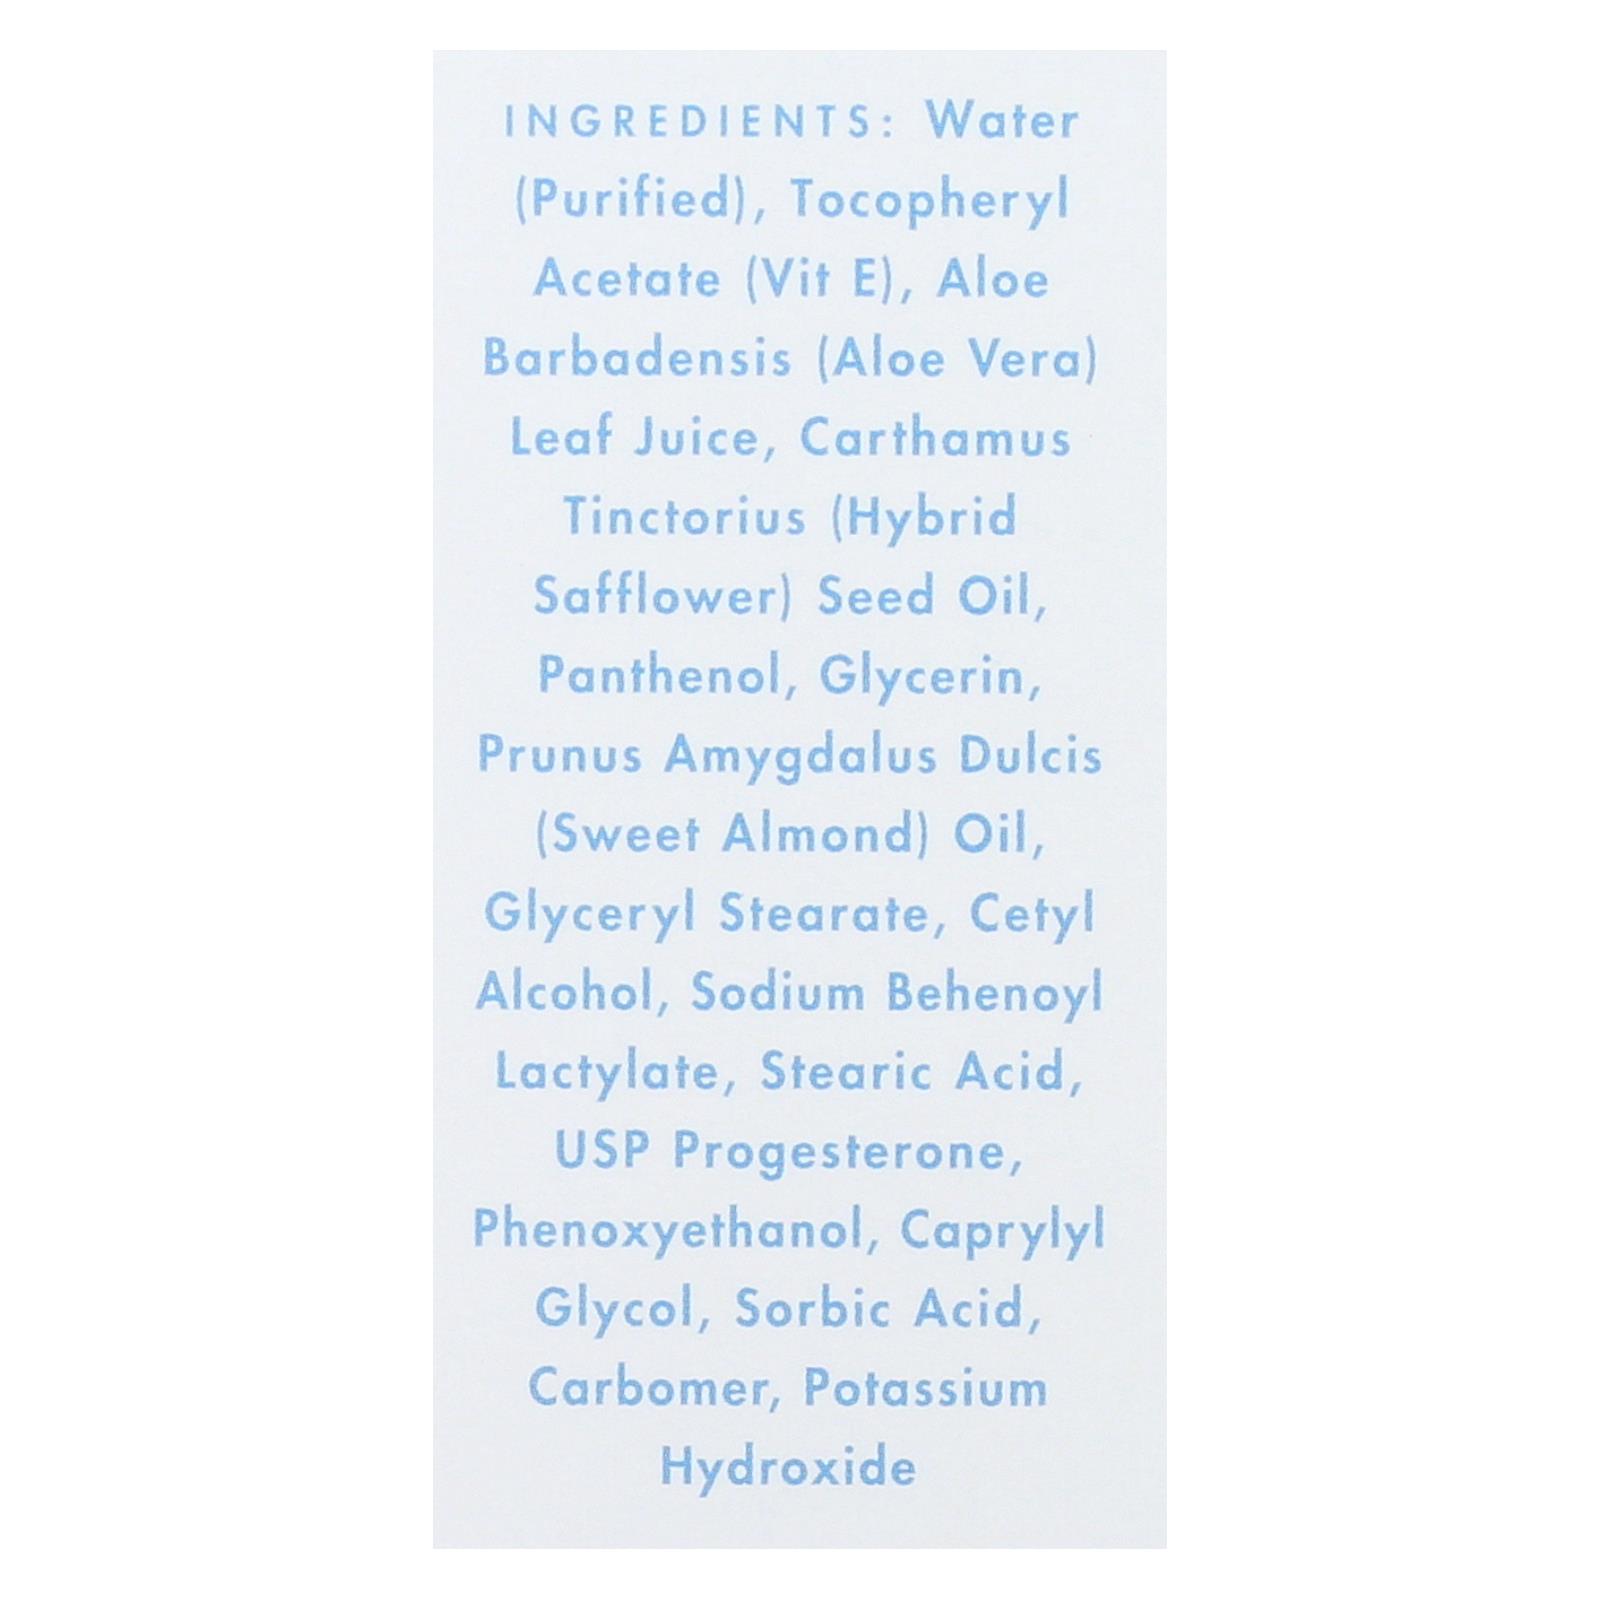 INGREDIENTS: Water
(Purified), Tocopheryl
Acetate (Vit E), Aloe
Barbadensis (Aloe Vera)
Leaf Juice, Carthamus
Tinctorius (Hybrid
Safflower) Seed Oil,
Panthenol, Glycerin,
Prunus Amygdalus Dulcis
(Sweet Almond) Oil,
Glyceryl Stearate, Cetyl
Alcohol, Sodium Behenoyl
Lactylate, Stearic Acid,
USP Progesterone,
Phenoxyethanol, Caprylyl
Glycol, Sorbic Acid,
Carbomer, Potassium
Hydroxide